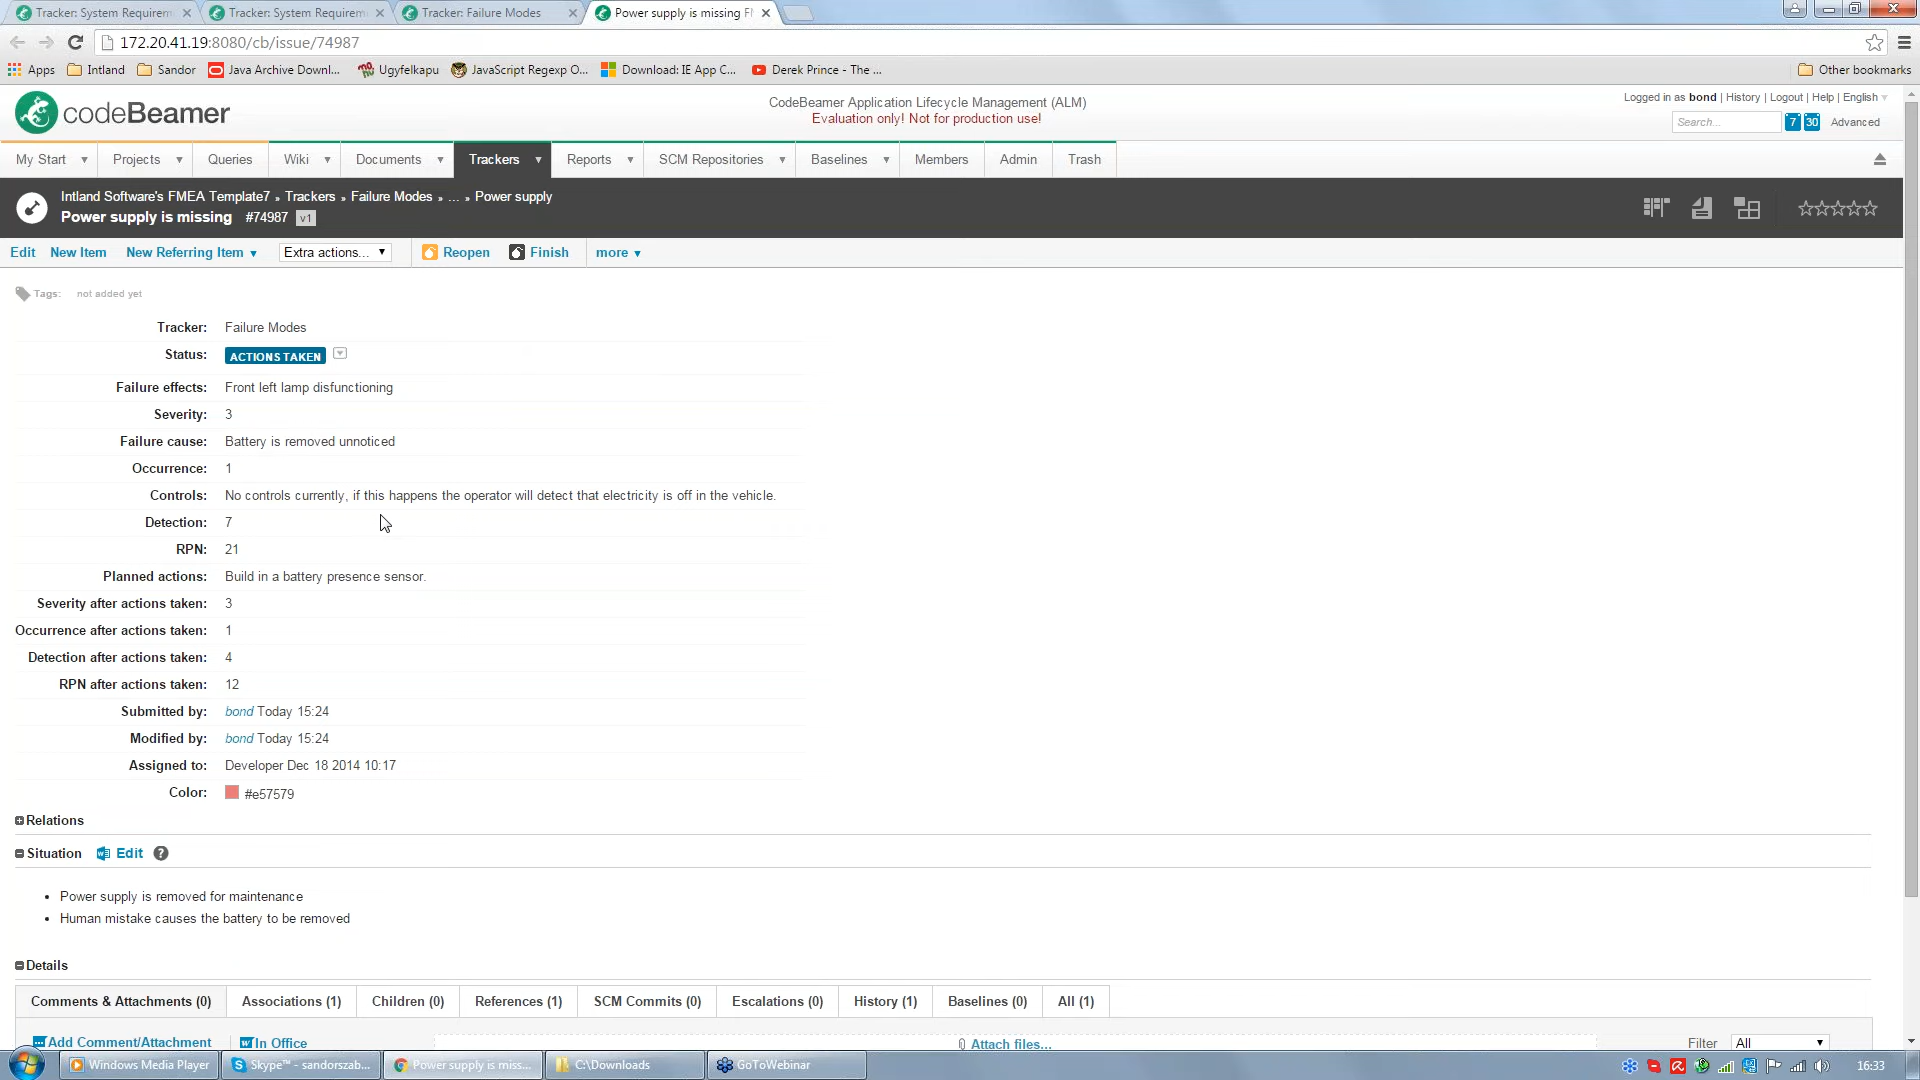 Tracker: System Requirem
Tracker: System Requirem
Tracker: Failure Modes
Power supply is missing
172.20.41.19:8080/cb/issue/74987
Apps
Intland
Sandor
Java Archive Downl...
Ugyfelkapu
JavaScript Regexp O...
Download: IE App C...
Derek Prince - The ...
Other bookmarks
codeBeamer
CodeBeamer Application Lifecycle Management (ALM)
Evaluation only! Not for production use!
Logged in as bond | History | Logout | Help | English
Search...
7
30
Advanced
My Start
Projects
Queries
Wiki
Documents
Trackers
Reports
SCM Repositories
Baselines
Members
Admin
Trash
Intland Software's FMEA Template7 » Trackers » Failure Modes » ... » Power supply
Power supply is missing #74987 v1
Edit
New Item
New Referring Item
Extra actions...
Reopen
Finish
more
Tags: not added yet
Tracker: Failure Modes
Status: ACTIONS TAKEN
Failure effects: Front left lamp disfunctioning
Severity: 3
Failure cause: Battery is removed unnoticed
Occurrence: 1
Controls: No controls currently, if this happens the operator will detect that electricity is off in the vehicle.
Detection: 7
RPN: 21
Planned actions: Build in a battery presence sensor.
Severity after actions taken: 3
Occurrence after actions taken: 1
Detection after actions taken: 4
RPN after actions taken: 12
Submitted by: bond Today 15:24
Modified by: bond Today 15:24
Assigned to: Developer Dec 18 2014 10:17
Color: #e57579
Relations
Situation Edit ?
• Power supply is removed for maintenance
• Human mistake causes the battery to be removed
Details
Comments & Attachments (0)
Associations (1)
Children (0)
References (1)
SCM Commits (0)
Escalations (0)
History (1)
Baselines (0)
All (1)
Add Comment/Attachment
In Office
Attach files...
Filter All
Windows Media Player
Skype™ - sandorszab...
Power supply is miss...
C:\Downloads
GoToWebinar
16:33